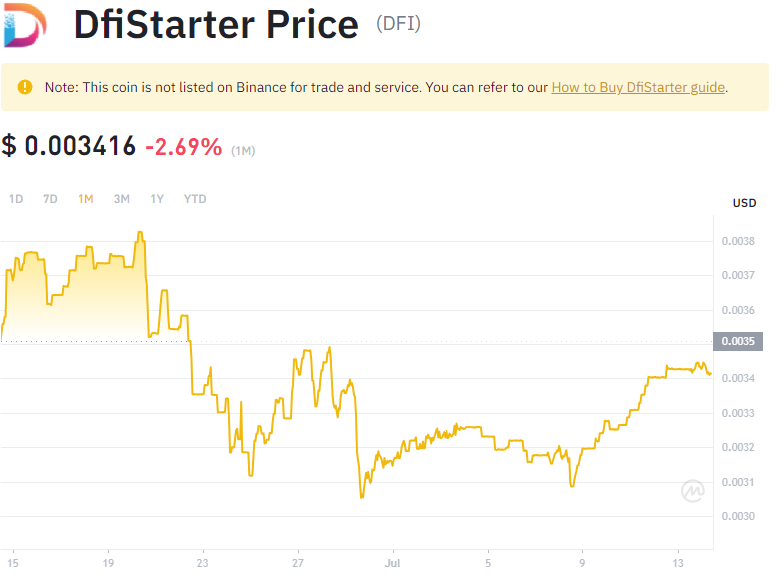 DfiStarter Price (DFI)
Note: This coin is not listed on Binance for trade and service. You can refer to our How to Buy DfiStarter guide.
$ 0.003416 -2.69% (1M)
1D 7D 1M 3M 1Y YTD
USD
0.0038
0.0037
0.0036
0.0035
0.0034
0.0033
0.0032
0.0031
0.0030
15 19 23 27 Jul 5 9 13